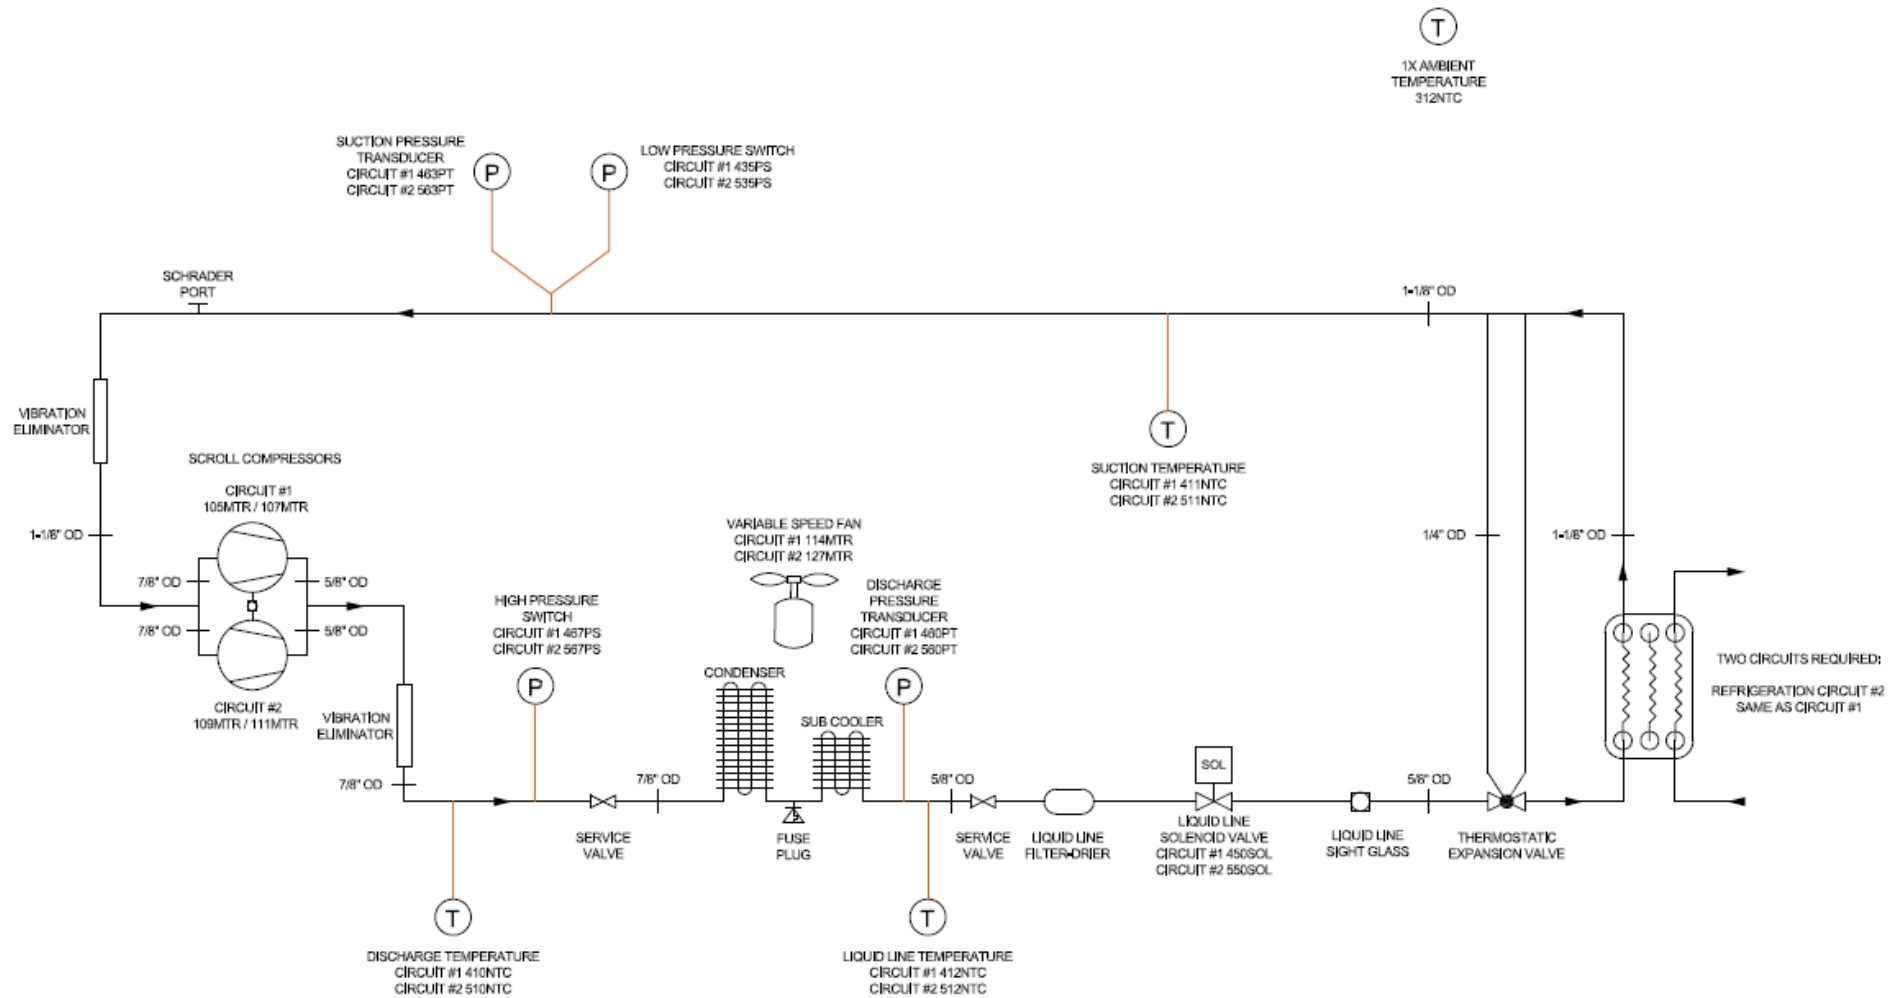 T
1X AMBIENT
TEMPERATURE
312NTC
SUCTION PRESSURE
TRANSDUCER
CIRCUIT #1 463PT
CIRCUIT #2 563PT
P
P
LOW PRESSURE SWITCH
CIRCUIT #1 435PS
CIRCUIT #2 535PS
SCHRADER
PORT
1-1/8" OD
VIBRATION
ELIMINATOR
SCROLL COMPRESSORS
CIRCUIT #1
105MTR / 107MTR
1-1/8" OD
7/8" OD
5/8" OD
7/8" OD
5/8" OD
CIRCUIT #2
109MTR / 111MTR
VIBRATION
ELIMINATOR
7/8" OD
HIGH PRESSURE
SWITCH
CIRCUIT #1 467PS
CIRCUIT #2 567PS
P
VARIABLE SPEED FAN
CIRCUIT #1 114MTR
CIRCUIT #2 127MTR
DISCHARGE
PRESSURE
TRANSDUCER
CIRCUIT #1 460PT
CIRCUIT #2 560PT
P
CONDENSER
SUB COOLER
T
SUCTION TEMPERATURE
CIRCUIT #1 411NTC
CIRCUIT #2 511NTC
1/4" OD
1-1/8" OD
TWO CIRCUITS REQUIRED:
REFRIGERATION CIRCUIT #2
SAME AS CIRCUIT #1
SOL
7/8" OD
5/8" OD
5/8" OD
SERVICE
VALVE
FUSE
PLUG
SERVICE
VALVE
LIQUID LINE
FILTER-DRIER
LIQUID LINE
SOLENOID VALVE
CIRCUIT #1 450SOL
CIRCUIT #2 550SOL
LIQUID LINE
SIGHT GLASS
THERMOSTATIC
EXPANSION VALVE
T
DISCHARGE TEMPERATURE
CIRCUIT #1 410NTC
CIRCUIT #2 510NTC
T
LIQUID LINE TEMPERATURE
CIRCUIT #1 412NTC
CIRCUIT #2 512NTC